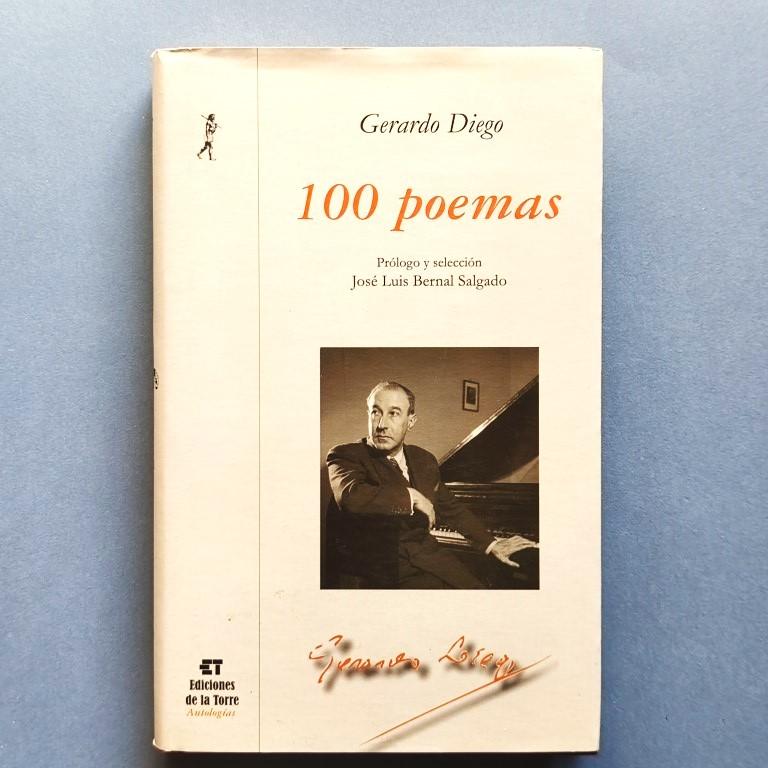 Gerardo Diego
100 poemas
Prólogo y selección
José Luis Bernal Salgado
Gerardo Diego
ET
Ediciones
de la Torre
Autologías